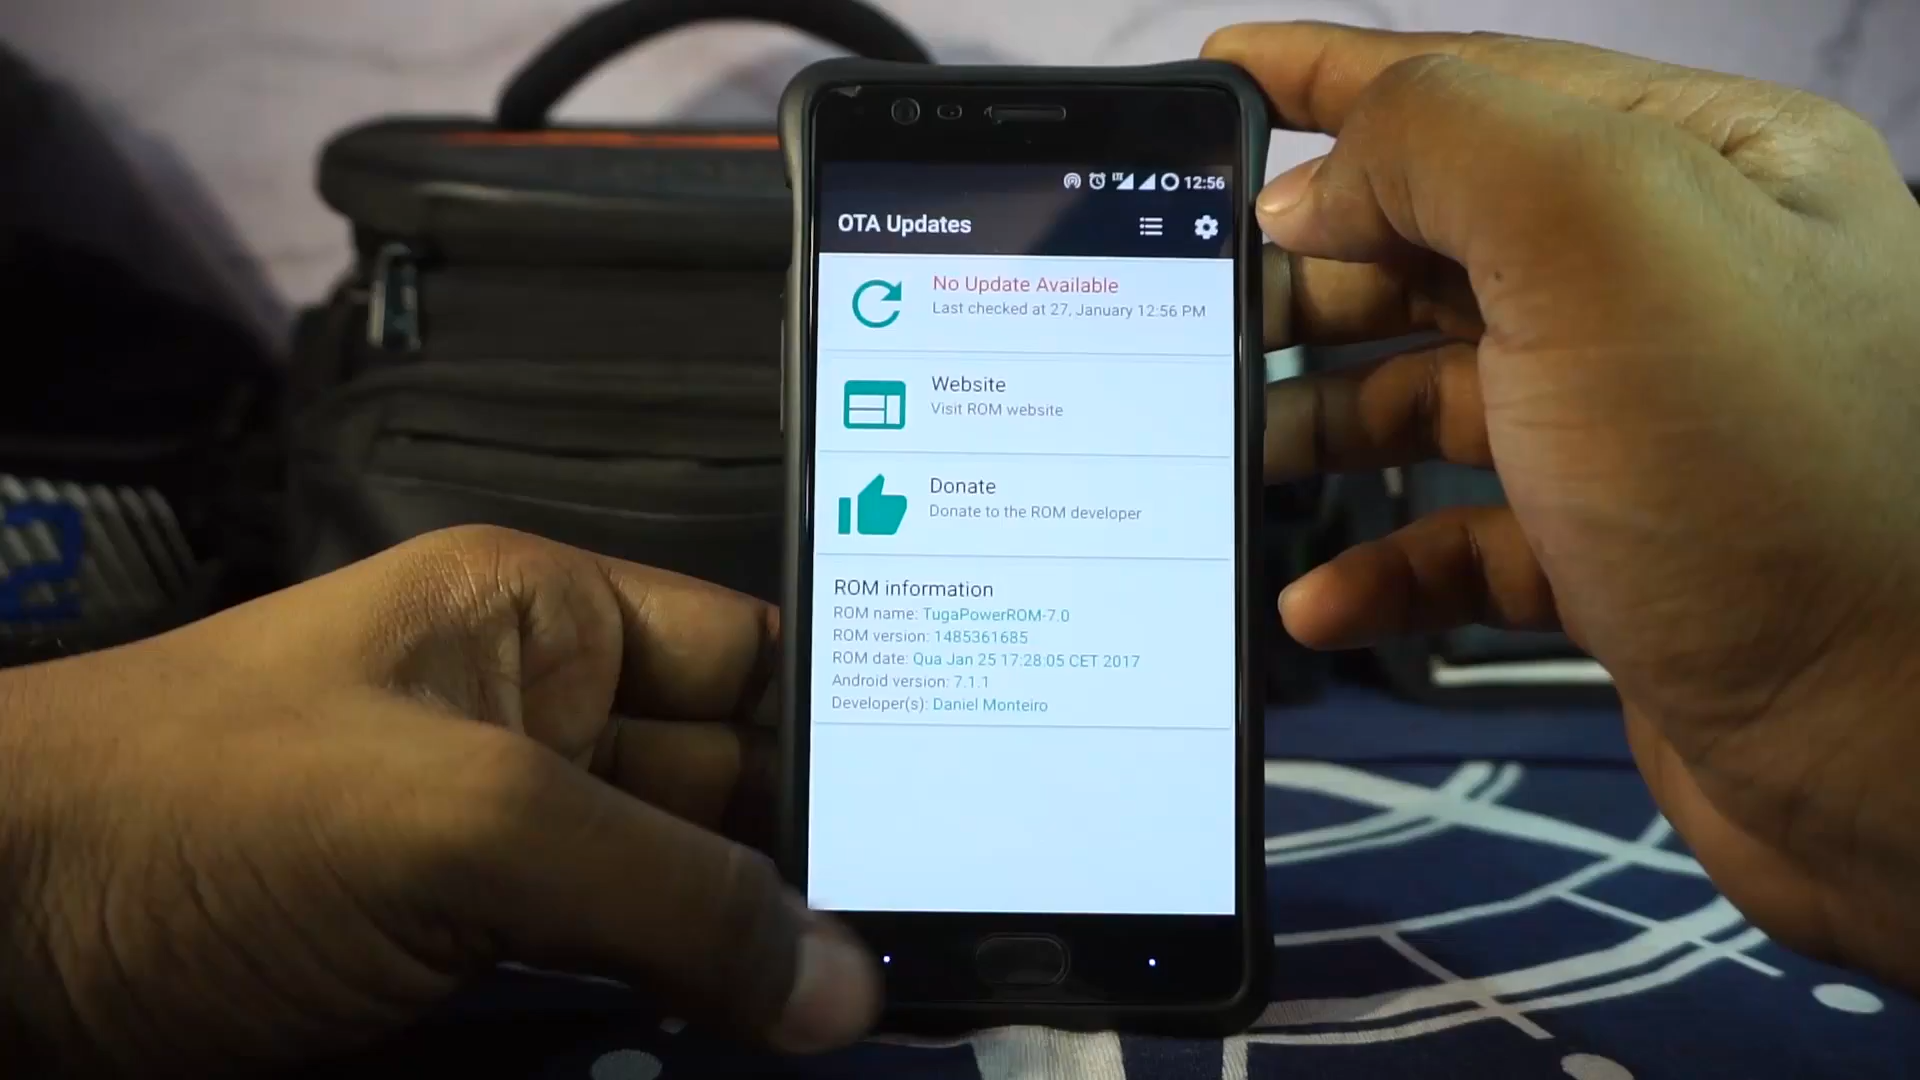 LTE 12:56
OTA Updates
No Update Available
Last checked at 27, January 12:56 PM
Website
Visit ROM website
Donate
Donate to the ROM developer
ROM information
ROM name: TugaPowerROM-7.0
ROM version: 1485361685
ROM date: Qua Jan 25 17:28:05 CET 2017
Android version: 7.1.1
Developer(s): Daniel Monteiro
2